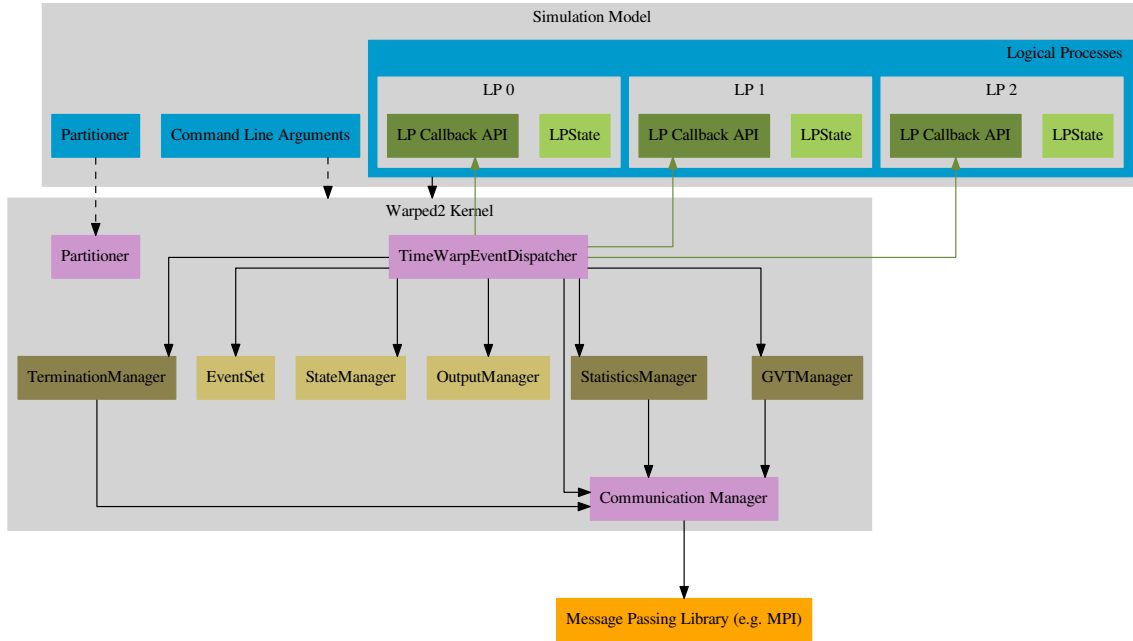 Simulation Model
Logical Processes
LP 0
LP 1
LP 2
Partitioner
Command Line Arguments
LP Callback API
LPState
LP Callback API
LPState
LP Callback API
LPState
Warped2 Kernel
Partitioner
TimeWarpEventDispatcher
TerminationManager
EventSet
StateManager
OutputManager
StatisticsManager
GVTManager
Communication Manager
Message Passing Library (e.g. MPI)